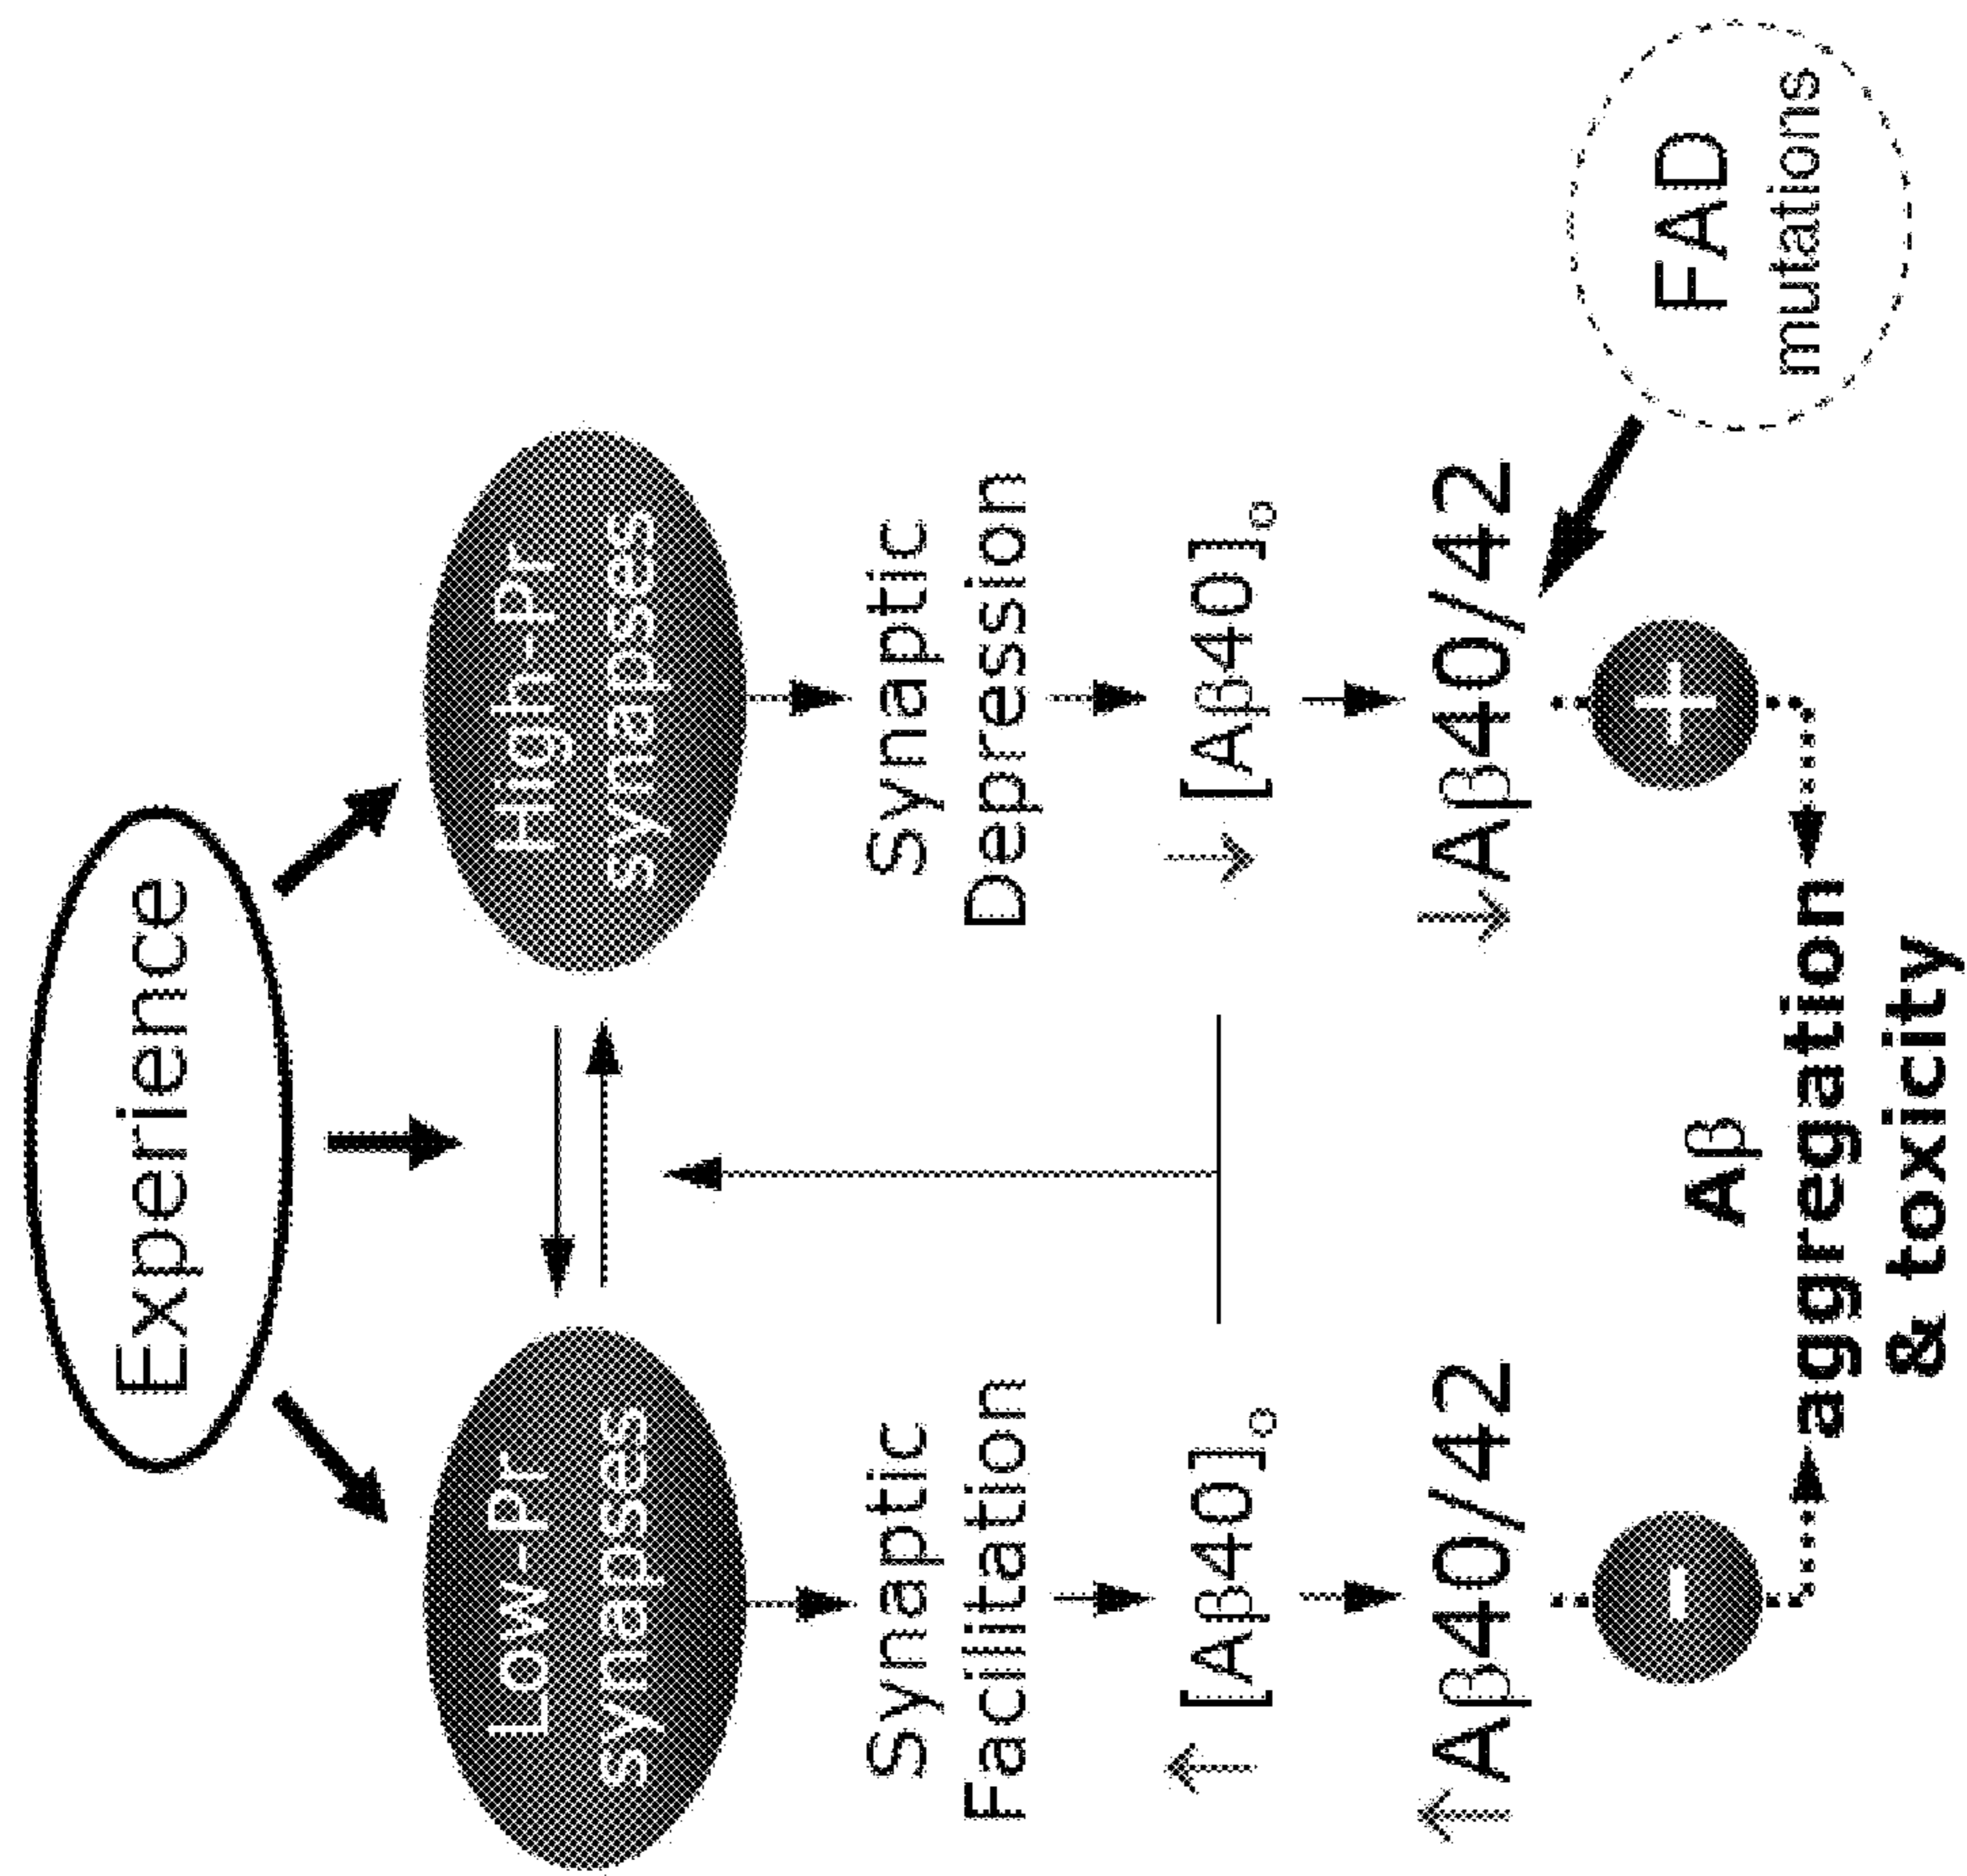 Experience
Low-Pr
synapses
High-Pr
synapses
Synaptic
Facilitation
Synaptic
Depression
↑ [Aβ40]o
↓ [Aβ40]o
↑Aβ40/42
↓Aβ40/42
-
+
FAD
mutations
Aβ
aggregation
& toxicity